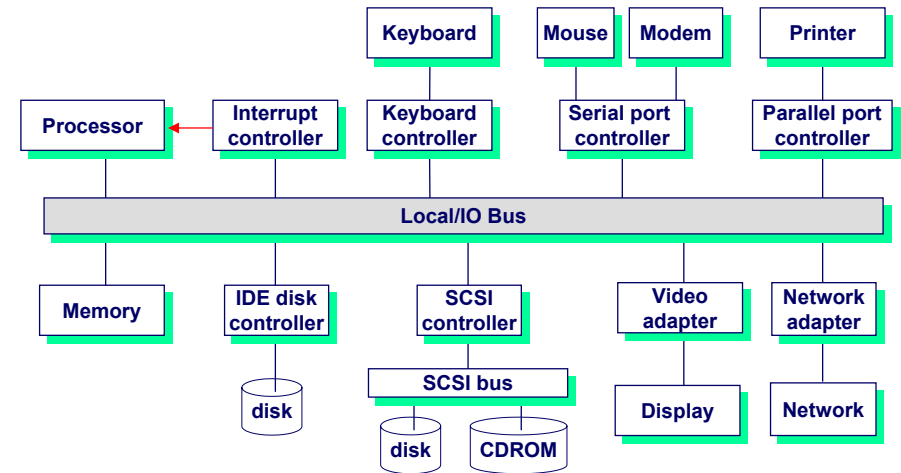 Keyboard
Mouse
Modem
Printer
Processor
Interrupt
controller
Keyboard
controller
Serial port
controller
Parallel port
controller
Local/IO Bus
Memory
IDE disk
controller
SCSI
controller
Video
adapter
Network
adapter
disk
SCSI bus
disk
CDROM
Display
Network